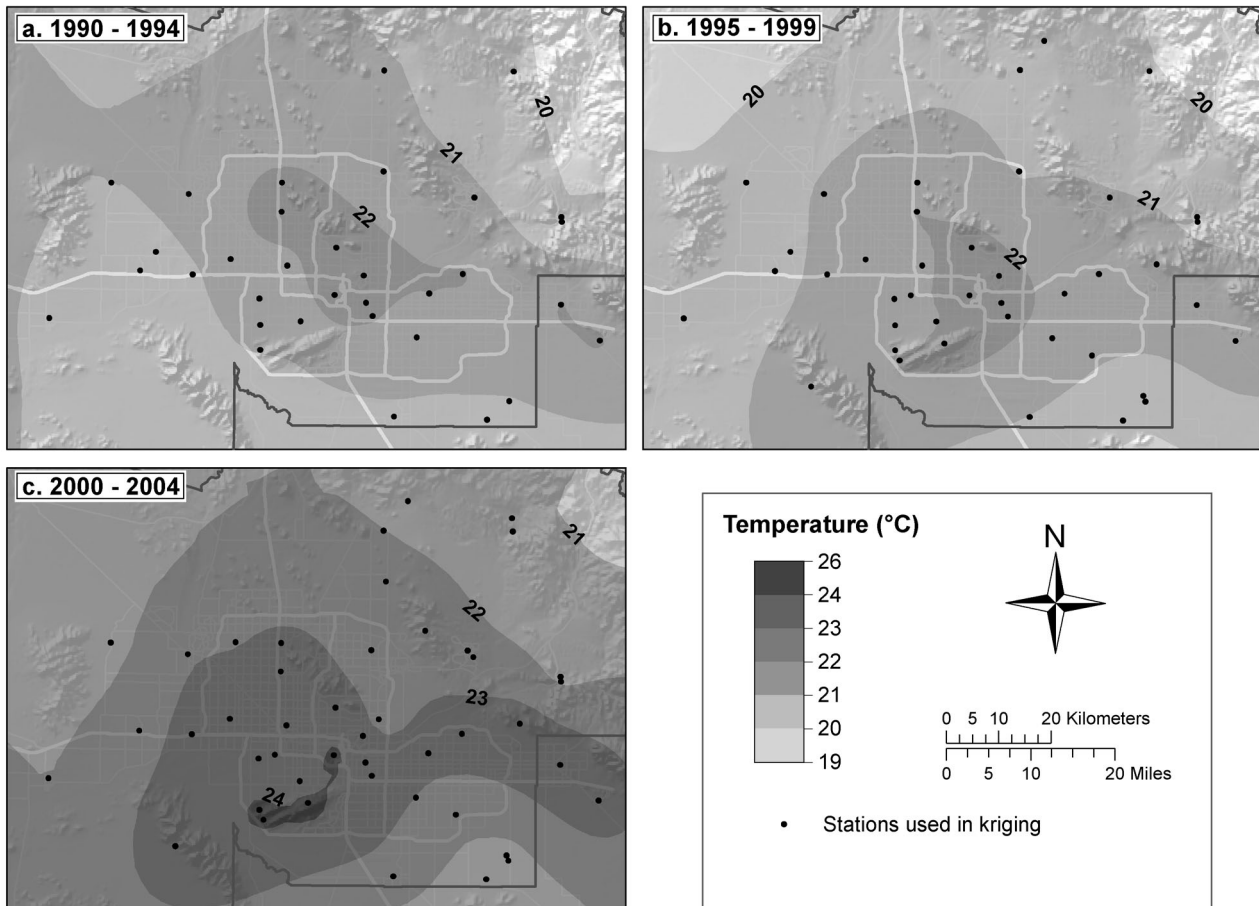 a. 1990 - 1994
20
21
22
b. 1995 - 1999
20
20
21
22
c. 2000 - 2004
21
22
23
24
Temperature (°C)
26
24
23
22
21
20
19
N
0 5 10 20 Kilometers
0 5 10 20 Miles
Stations used in kriging